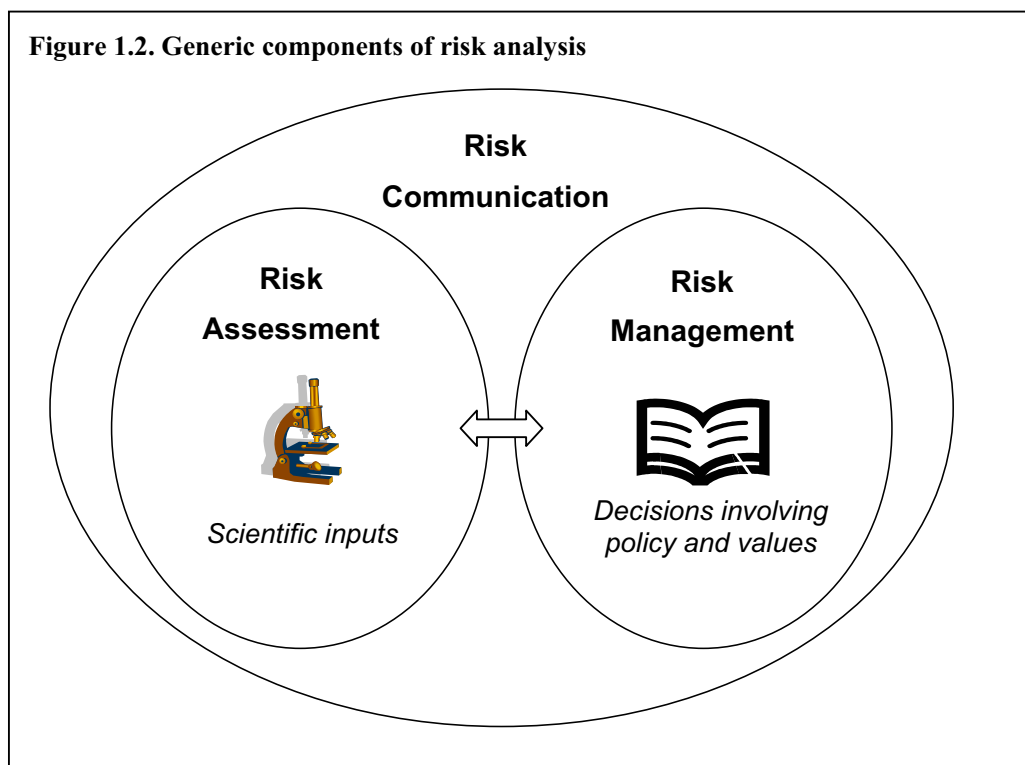 Figure 1.2. Generic components of risk analysis
Risk
Communication
Risk
Assessment
Scientific inputs
Risk
Management
Decisions involving
policy and values